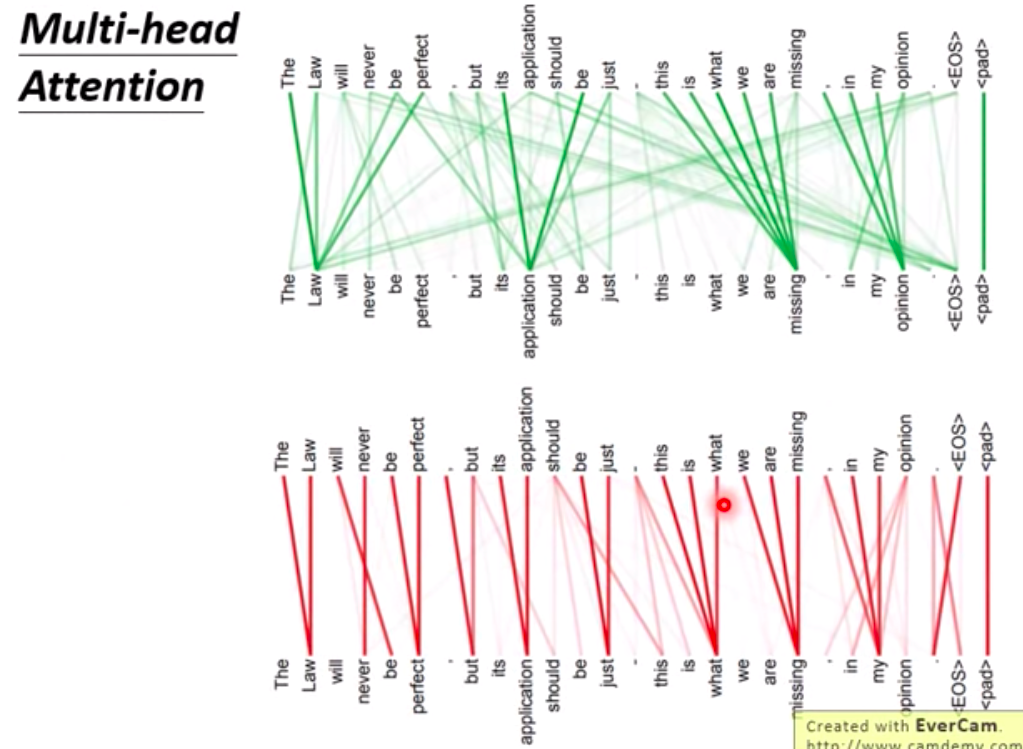 Multi-head
Attention
The Law will never be perfect , but its application should be just - this is what we are missing , in my opinion . <EOS> <pad>
The Law will never be perfect , but its application should be just - this is what we are missing , in my opinion . <EOS> <pad>
The Law will never be perfect , but its application should be just - this is what we are missing , in my opinion . <EOS> <pad>
The Law will never be perfect , but its application should be just - this is what we are missing , in my opinion . <EOS> <pad>
Created with EverCam.
http://www.camdemy.com